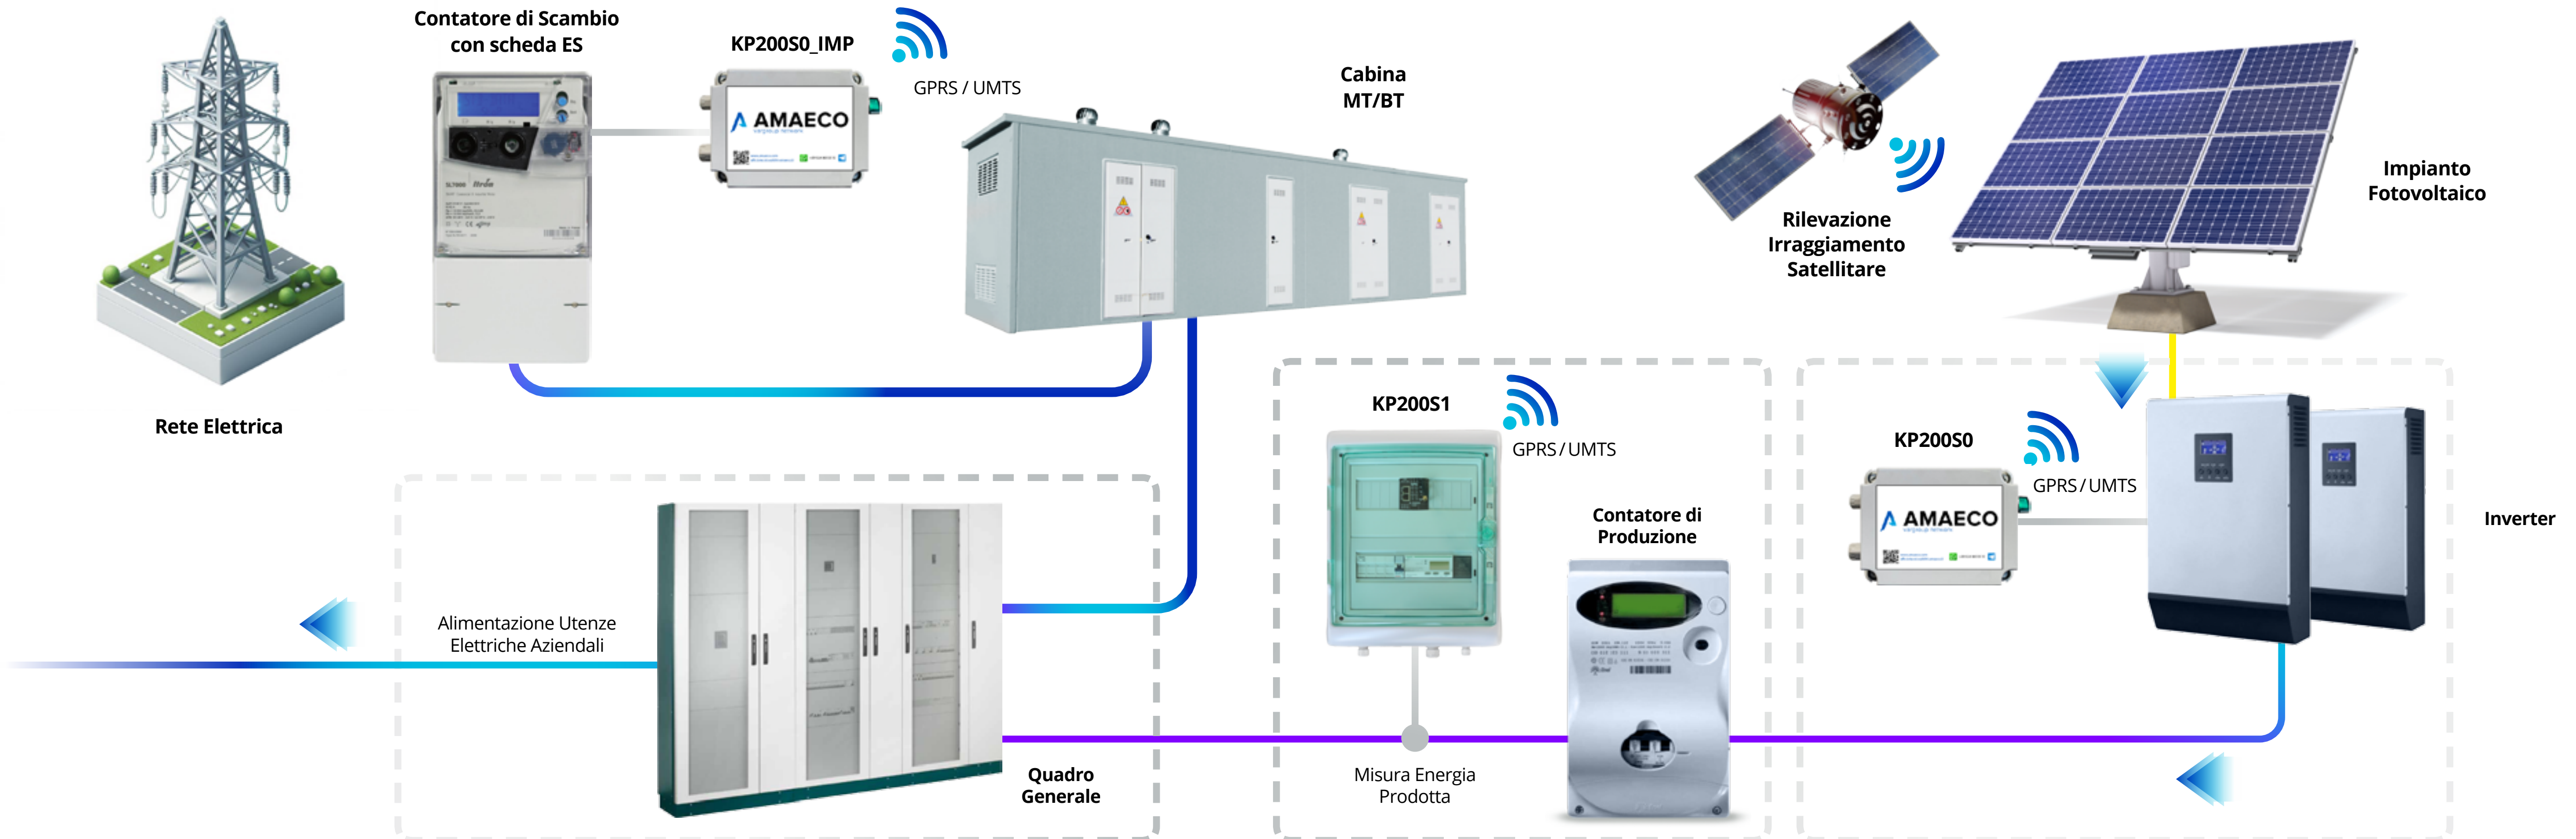 Contatore di Scambio
con scheda ES
KP200S0_IMP
GPRS / UMTS
AMAECO
SL7000 Itron
Cabina
MT/BT
Rilevazione
Irraggiamento
Satellitare
Impianto
Fotovoltaico
Rete Elettrica
KP200S1
GPRS / UMTS
Contatore di
Produzione
KP200S0
GPRS / UMTS
AMAECO
Inverter
Alimentazione Utenze
Elettriche Aziendali
Quadro
Generale
Misura Energia
Prodotta